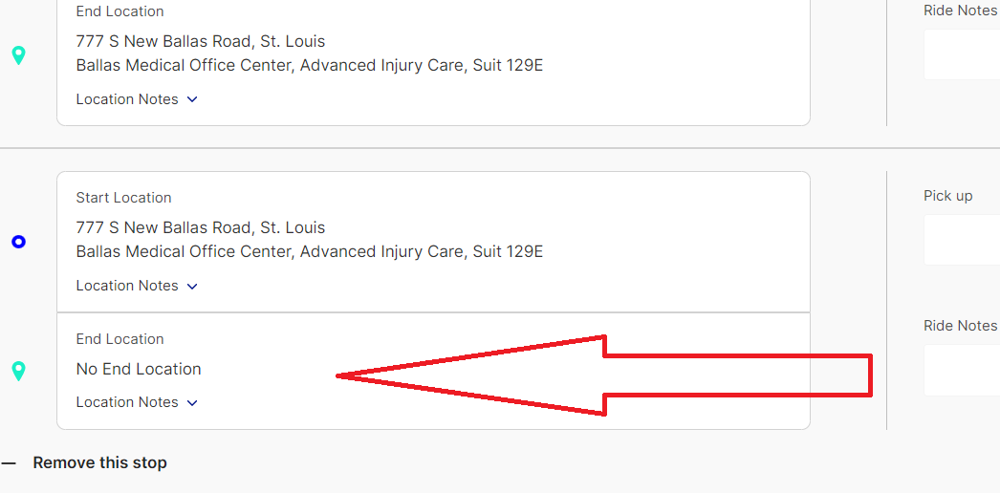 End Location
Ride Notes
777 S New Ballas Road, St. Louis
Ballas Medical Office Center, Advanced Injury Care, Suit 129E
Location Notes
Start Location
Pick up
777 S New Ballas Road, St. Louis
Ballas Medical Office Center, Advanced Injury Care, Suit 129E
Location Notes
End Location
Ride Notes
No End Location
Location Notes
Remove this stop